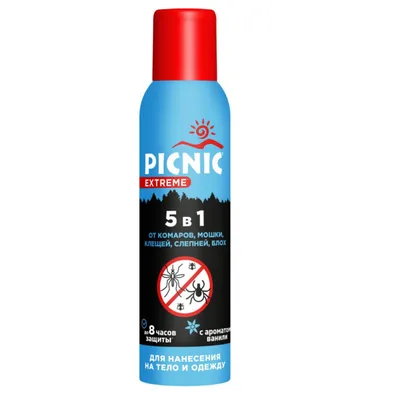 PICNIC
EXTREME
5 в 1
ОТ КОМАРОВ, МОШКИ,
КЛЕЩЕЙ, СЛЕПНЕЙ, БЛОХ
до 8 часов
защиты
с ароматом
ванили
ДЛЯ НАНЕСЕНИЯ
НА ТЕЛО И ОДЕЖДУ